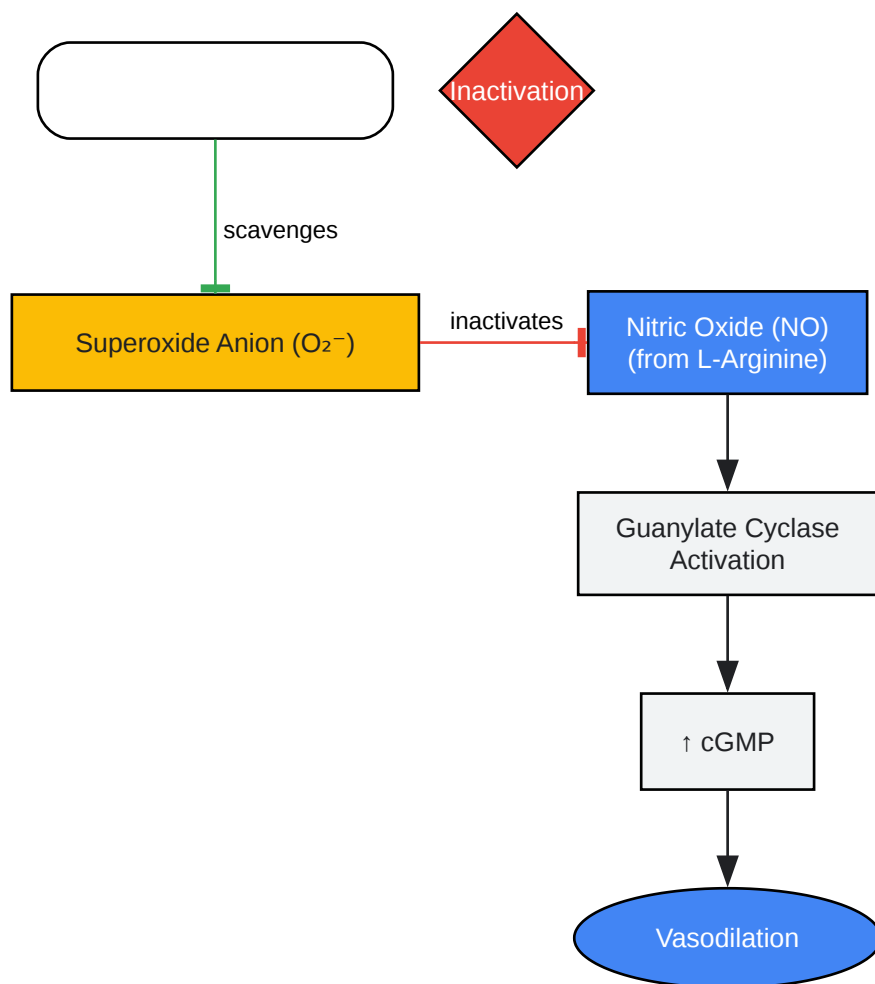 Inactivation
scavenges
Superoxide Anion (O₂⁻)
inactivates
Nitric Oxide (NO)
(from L-Arginine)
Guanylate Cyclase
Activation
↑ cGMP
Vasodilation